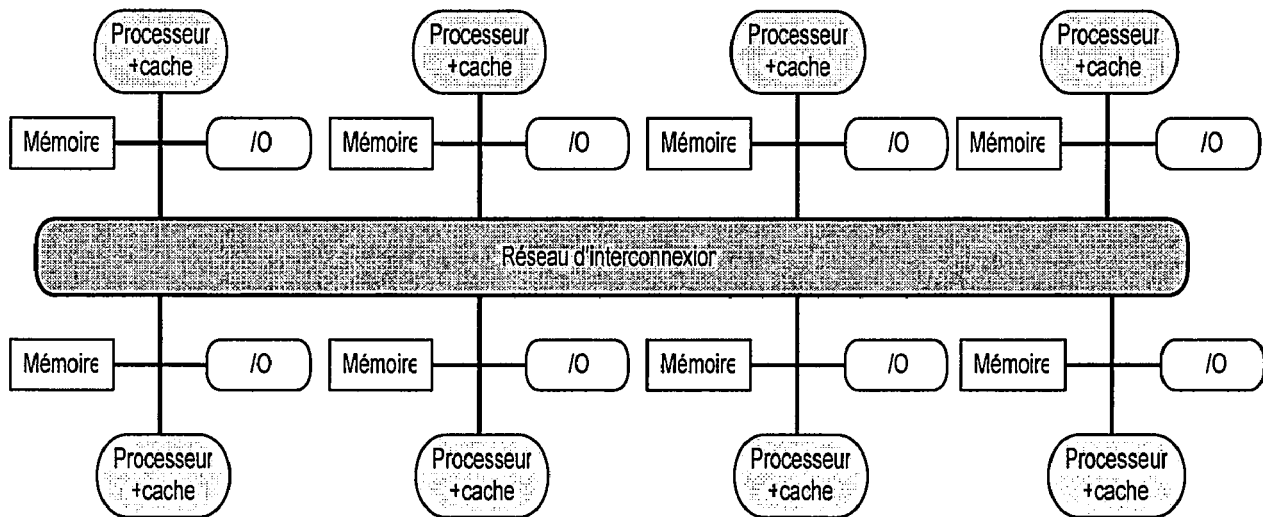 Processeur
+cache
Processeur
+cache
Processeur
+cache
Processeur
+cache
Mémoire /O Mémoire /O Mémoire /O Mémoire /O
Réseau d'interconnexion
Mémoire /O Mémoire /O Mémoire /O Mémoire /O
Processeur
+cache
Processeur
+cache
Processeur
+cache
Processeur
+cache